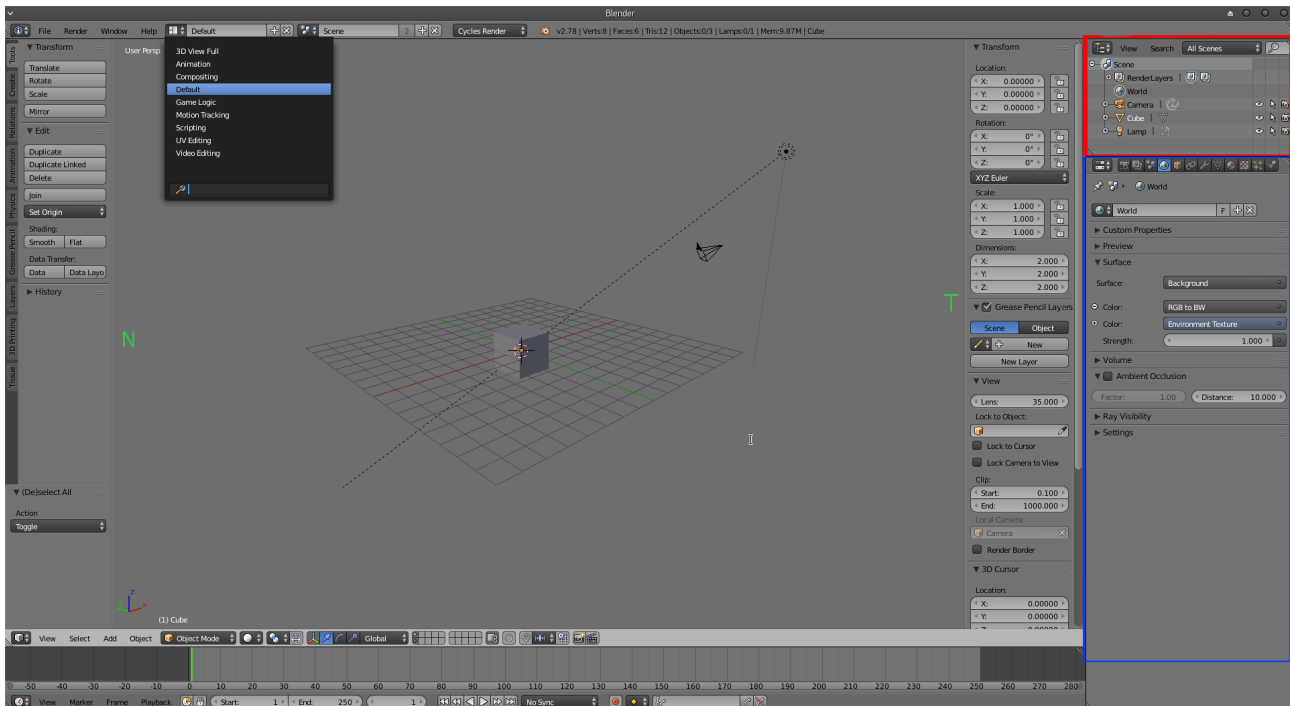 Blender
File Render Window Help Default Scene 2 Cycles Render v2.78 | Verts:8 | Faces:6 | Tris:12 | Objects:0/3 | Lamps:0/1 | Mem:9.87M | Cube
3D View Full
Animation
Compositing
Default
Game Logic
Motion Tracking
Scripting
UV Editing
Video Editing
Tools
Create
Relations
Animation
Physics
Grease Pencil
Layers
3D Printing
Tissue
Transform
Translate
Rotate
Scale
Mirror
Edit
Duplicate
Duplicate Linked
Delete
Join
Set Origin
Shading:
Smooth Flat
Data Transfer:
Data Data Layo
History
(De)select All
Action
Toggle
User Persp
N
T
z
x
(1) Cube
Transform
Location:
X: 0.00000
Y: 0.00000
Z: 0.00000
Rotation:
X: 0°
Y: 0°
Z: 0°
XYZ Euler
Scale:
X: 1.000
Y: 1.000
Z: 1.000
Dimensions:
X: 2.000
Y: 2.000
Z: 2.000
Grease Pencil Layers
Scene Object
New
New Layer
View
Lens: 35.000
Lock to Object:
Lock to Cursor
Lock Camera to View
Clip:
Start: 0.100
End: 1000.000
Local Camera:
Camera
Render Border
3D Cursor
Location:
X: 0.00000
Y: 0.00000
View Search All Scenes
Scene
RenderLayers |
World
Camera |
Cube |
Lamp |
World
World F
Custom Properties
Preview
Surface
Surface: Background
Color: RGB to BW
Color: Environment Texture
Strength: 1.000
Volume
Ambient Occlusion
Factor: 1.00 Distance: 10.000
Ray Visibility
Settings
View Select Add Object Object Mode Global
-50 -40 -30 -20 -10 0 10 20 30 40 50 60 70 80 90 100 110 120 130 140 150 160 170 180 190 200 210 220 230 240 250 260 270 280
View Marker Frame Playback Start: 1 End: 250 1 No Sync